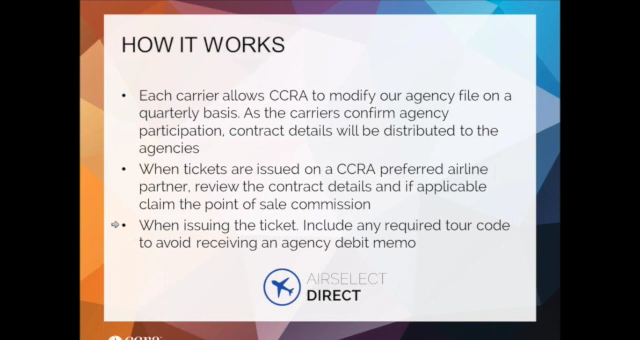 HOW IT WORKS
• Each carrier allows CCRA to modify our agency file on a
quarterly basis. As the carriers confirm agency
participation, contract details will be distributed to the
agencies
• When tickets are issued on a CCRA preferred airline
partner, review the contract details and if applicable
claim the point of sale commission
• When issuing the ticket. Include any required tour code
to avoid receiving an agency debit memo
AIRSELECT
DIRECT